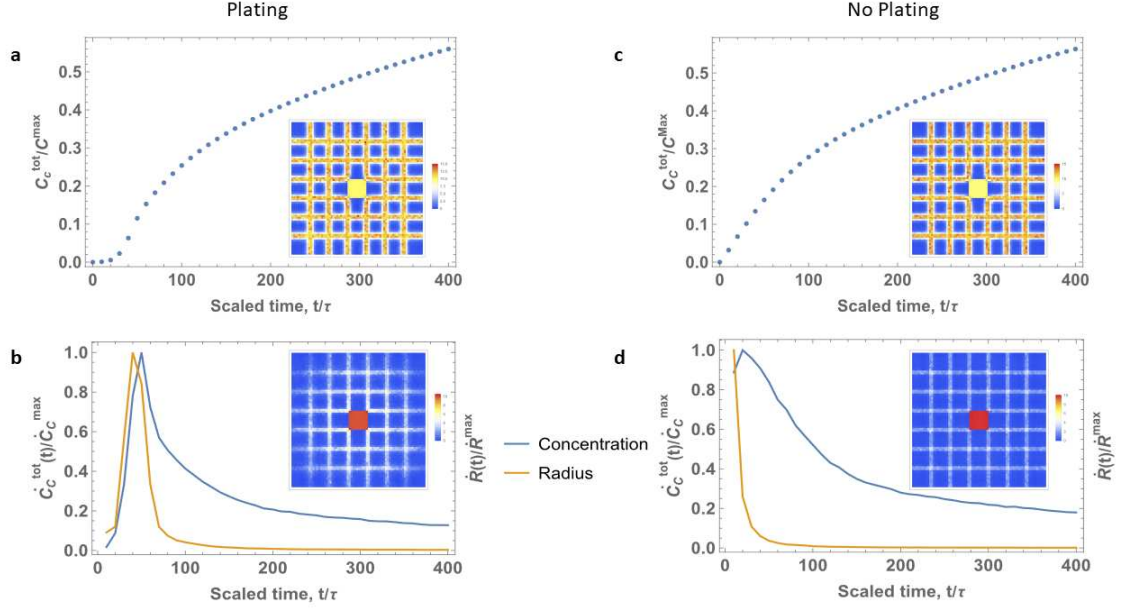 Plating
No Plating
a
C_c^tot/C^max
0.5
0.4
0.3
0.2
0.1
0.0
0 100 200 300 400
Scaled time, t/τ
c
C_c^tot/C^Max
0.5
0.4
0.3
0.2
0.1
0.0
0 100 200 300 400
Scaled time, t/τ
b
Ċ_C^tot(t)/Ċ_C^max
1.0
0.8
0.6
0.4
0.2
0.0
0 100 200 300 400
Scaled time, t/τ
Ṙ(t)/Ṙ^max
Concentration
Radius
d
Ċ_C^tot(t)/Ċ_C^max
1.0
0.8
0.6
0.4
0.2
0.0
0 100 200 300 400
Scaled time, t/τ
Ṙ(t)/Ṙ^max